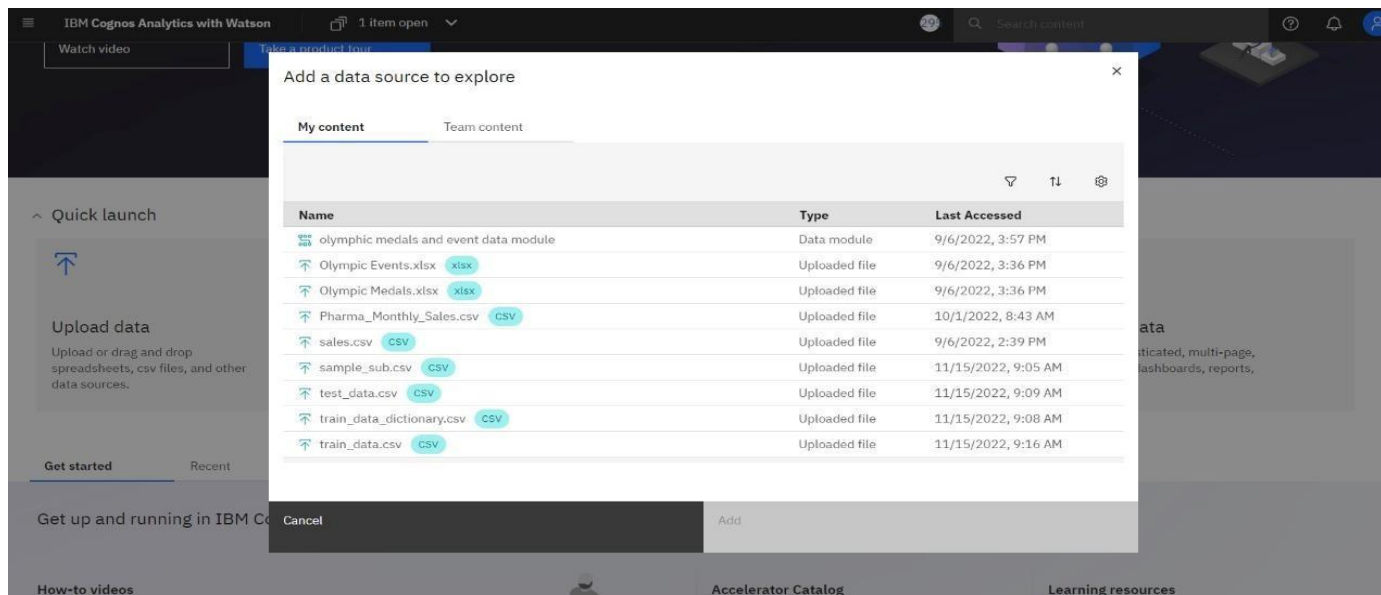 IBM Cognos Analytics with Watson 1 item open 29 Search content
Watch video Take a product tour
Add a data source to explore
My content Team content
Name Type Last Accessed
olymphic medals and event data module Data module 9/6/2022, 3:57 PM
Olympic Events.xlsx xlsx Uploaded file 9/6/2022, 3:36 PM
Olympic Medals.xlsx xlsx Uploaded file 9/6/2022, 3:36 PM
Pharma_Monthly_Sales.csv CSV Uploaded file 10/1/2022, 8:43 AM
sales.csv CSV Uploaded file 9/6/2022, 2:39 PM
sample_sub.csv CSV Uploaded file 11/15/2022, 9:05 AM
test_data.csv CSV Uploaded file 11/15/2022, 9:09 AM
train_data_dictionary.csv CSV Uploaded file 11/15/2022, 9:08 AM
train_data.csv CSV Uploaded file 11/15/2022, 9:16 AM
Cancel Add
Quick launch
Upload data
Upload or drag and drop
spreadsheets, csv files, and other
data sources.
ata
sticated, multi-page,
lashboards, reports,
Get started Recent
Get up and running in IBM Co
How-to videos Accelerator Catalog Learning resources